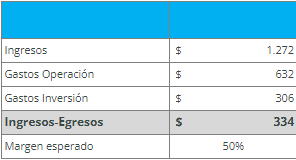 Ingresos $ 1.272
Gastos Operación $ 632
Gastos Inversión $ 306
Ingresos-Egresos $ 334
Margen esperado 50%